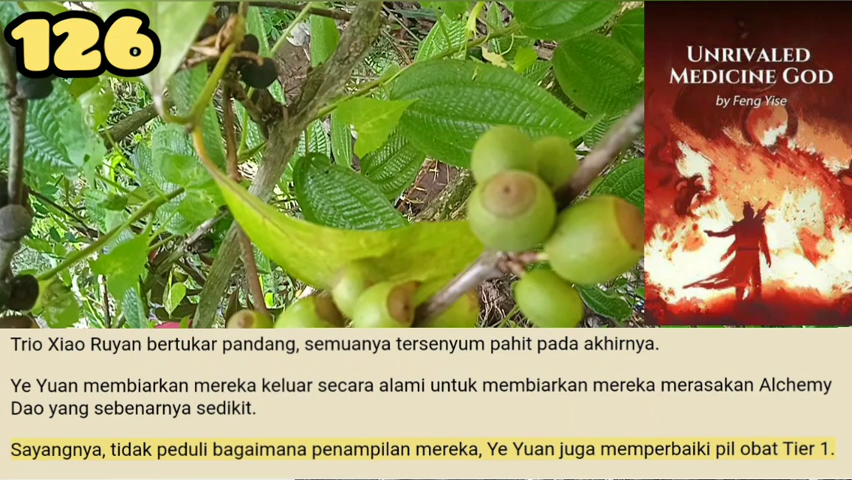 126
UNRIVALED
MEDICINE GOD
by Feng Yise
Trio Xiao Ruyan bertukar pandang, semuanya tersenyum pahit pada akhirnya.
Ye Yuan membiarkan mereka keluar secara alami untuk membiarkan mereka merasakan Alchemy
Dao yang sebenarnya sedikit.
Sayangnya, tidak peduli bagaimana penampilan mereka, Ye Yuan juga memperbaiki pil obat Tier 1.